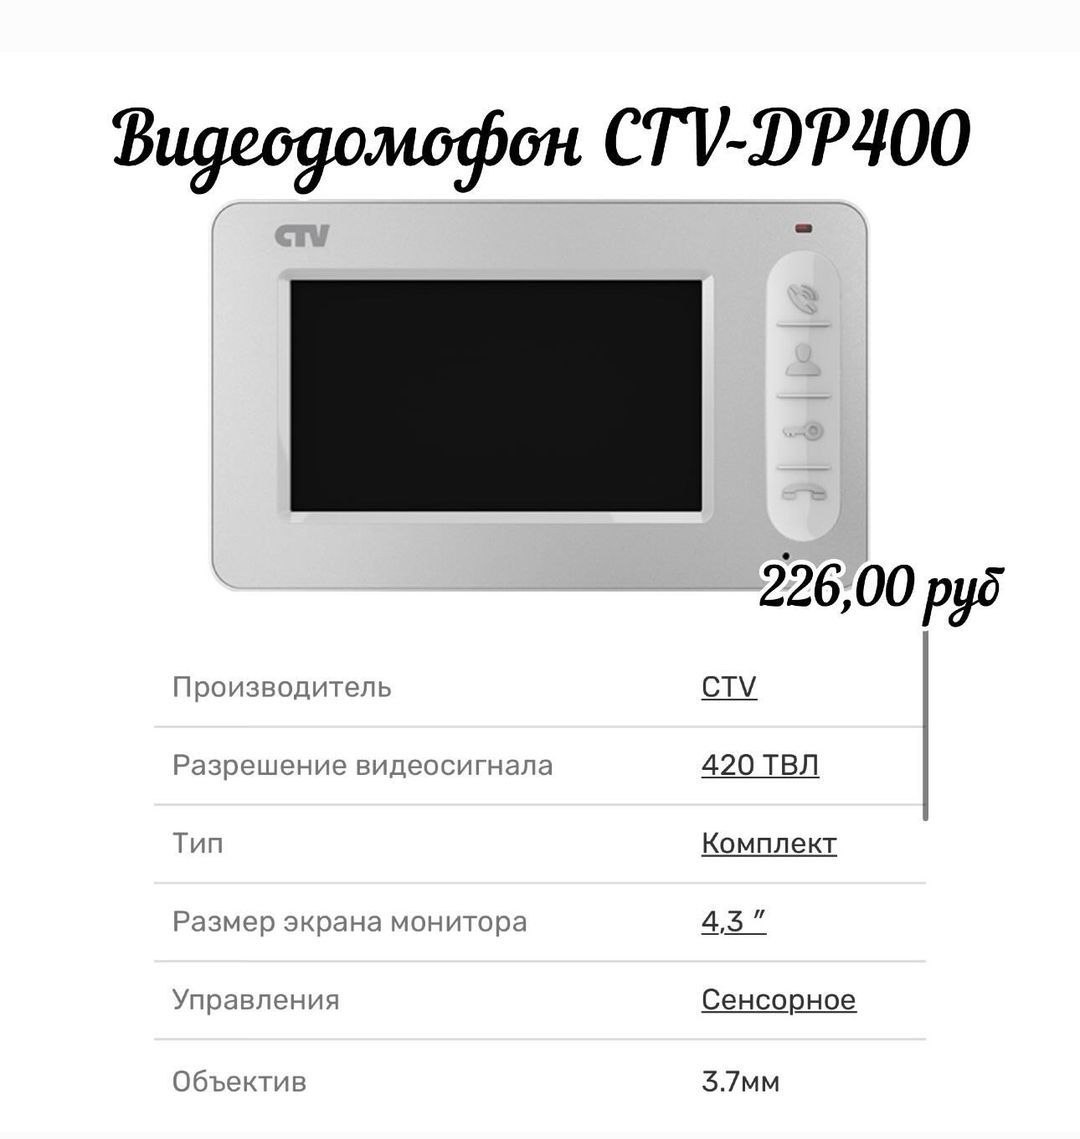 Видеодомофон CTV-DP400
CTV
226,00 руб
Производитель CTV
Разрешение видеосигнала 420 ТВЛ
Тип Комплект
Размер экрана монитора 4,3 "
Управления Сенсорное
Объектив 3.7мм